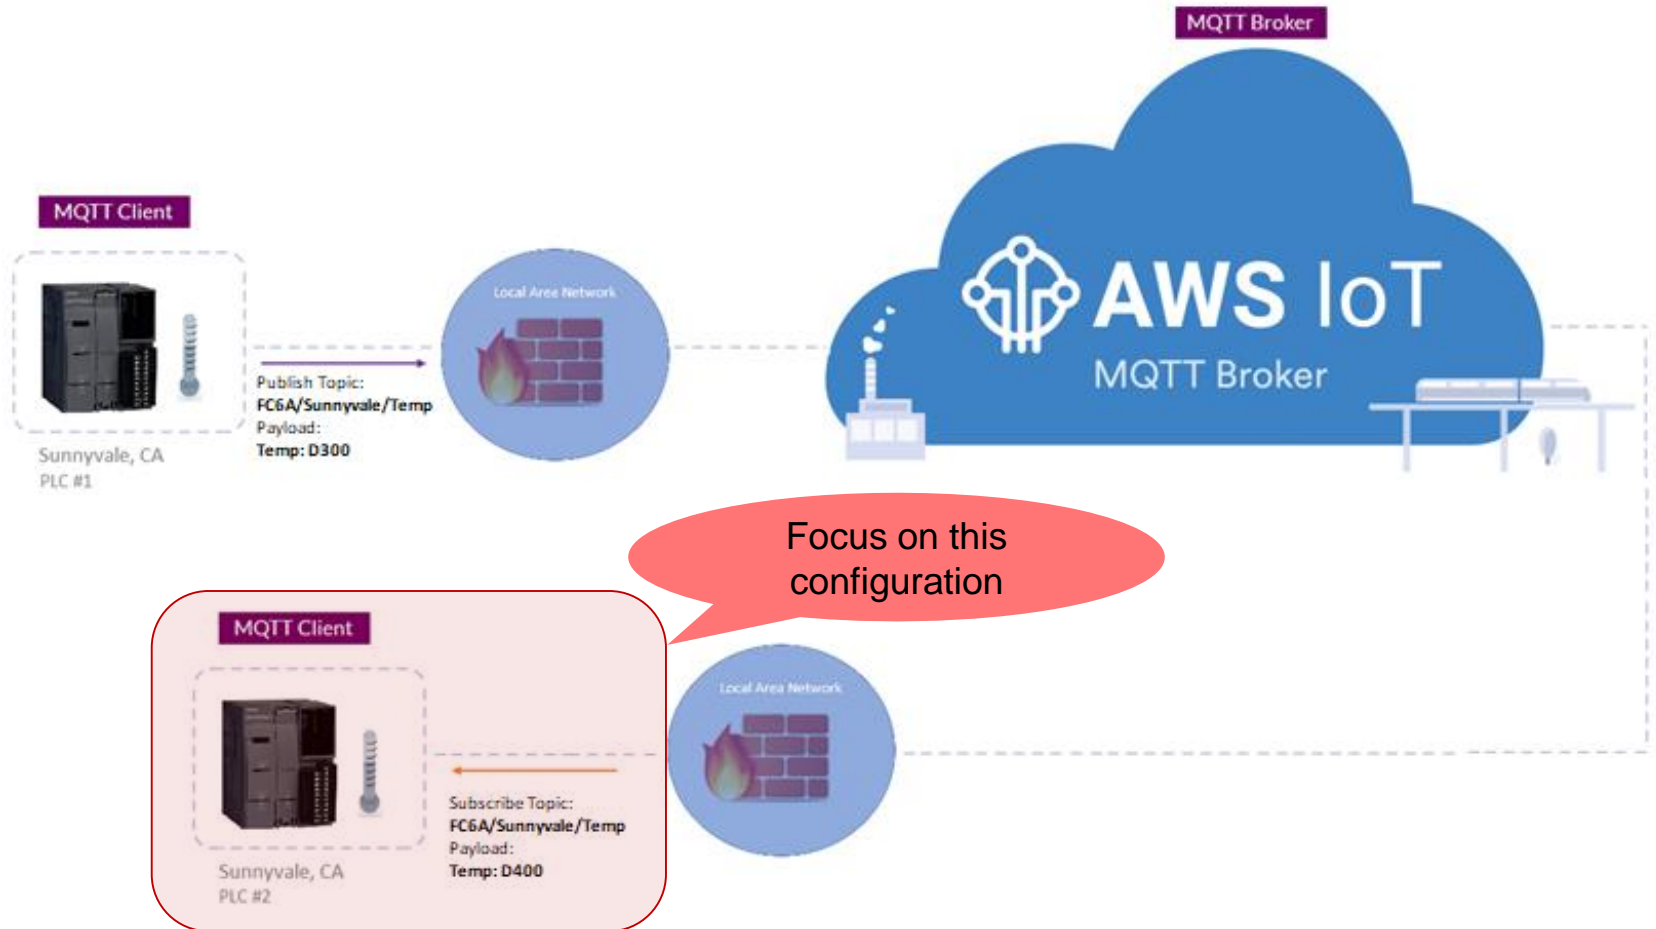 MQTT Broker
AWS IoT
MQTT Broker
MQTT Client
Local Area Network
Publish Topic:
FC6A/Sunnyvale/Temp
Payload:
Temp: D300
Sunnyvale, CA
PLC #1
Focus on this
configuration
MQTT Client
Local Area Network
Subscribe Topic:
FC6A/Sunnyvale/Temp
Payload:
Temp: D400
Sunnyvale, CA
PLC #2